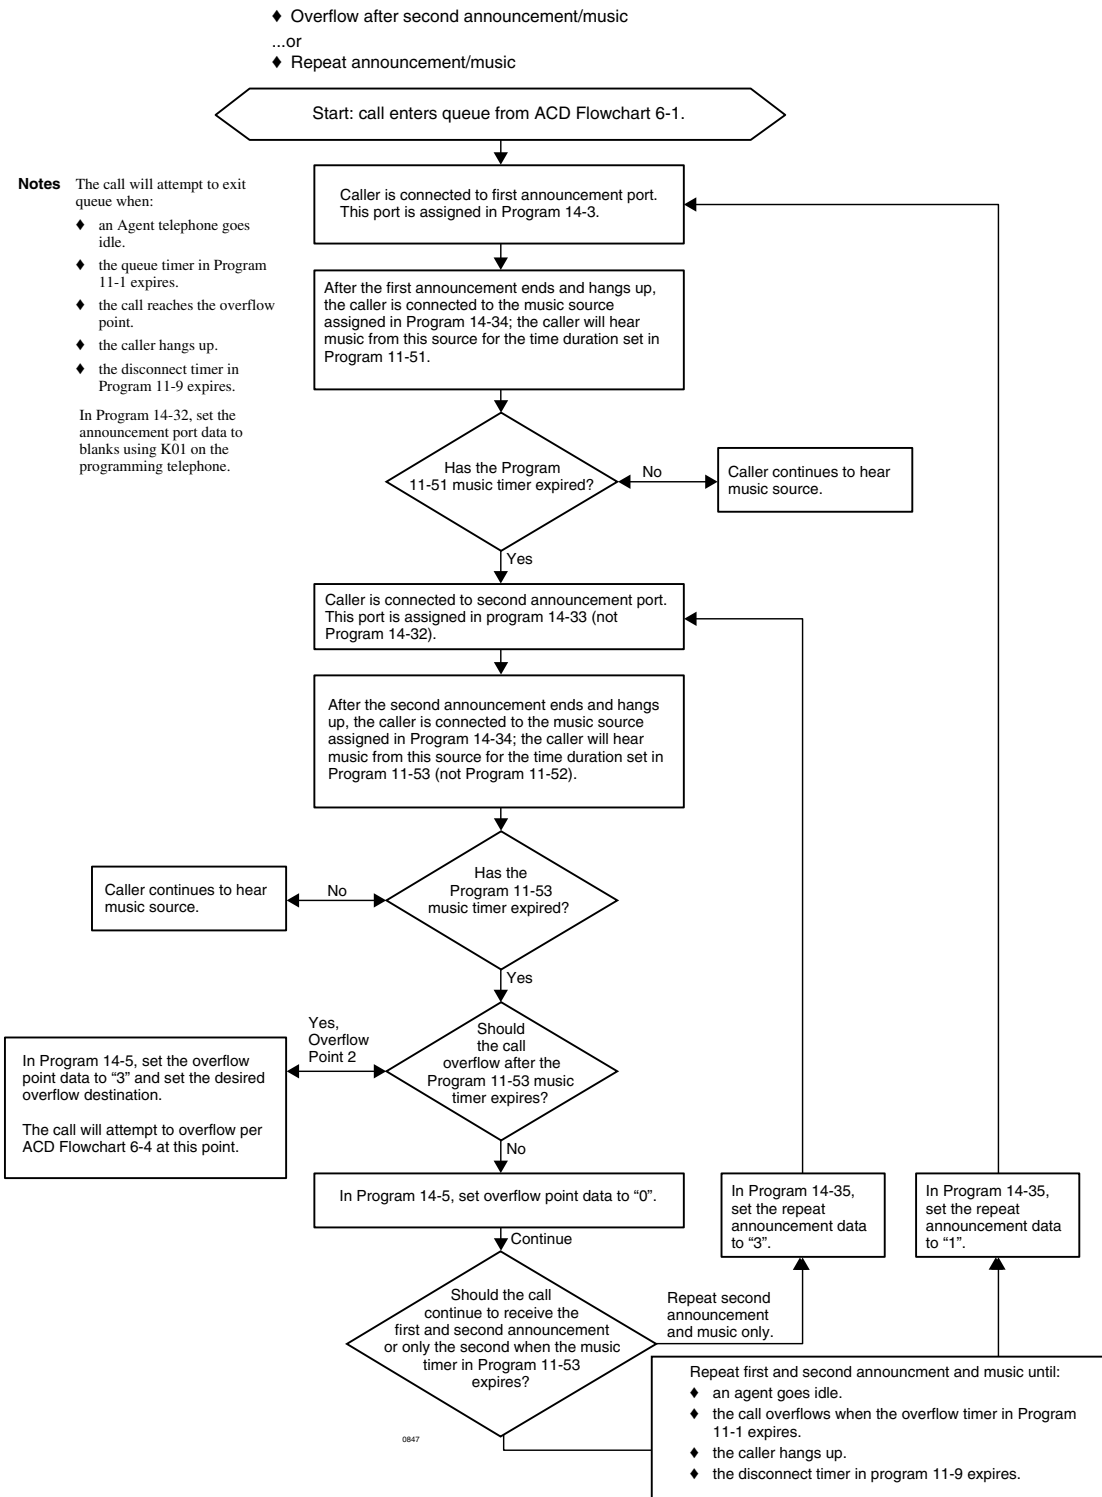 ♦ Overflow after second announcement/music
...or
♦ Repeat announcement/music
Start: call enters queue from ACD Flowchart 6-1.
Notes The call will attempt to exit
queue when:
♦ an Agent telephone goes
idle.
♦ the queue timer in Program
11-1 expires.
♦ the call reaches the overflow
point.
♦ the caller hangs up.
♦ the disconnect timer in
Program 11-9 expires.
In Program 14-32, set the
announcement port data to
blanks using K01 on the
programming telephone.
Caller is connected to first announcement port.
This port is assigned in Program 14-3.
After the first announcement ends and hangs up,
the caller is connected to the music source
assigned in Program 14-34; the caller will hear
music from this source for the time duration set in
Program 11-51.
Has the Program
11-51 music timer expired?
No
Caller continues to hear
music source.
Yes
Caller is connected to second announcement port.
This port is assigned in program 14-33 (not
Program 14-32).
After the second announcement ends and hangs
up, the caller is connected to the music source
assigned in Program 14-34; the caller will hear
music from this source for the time duration set in
Program 11-53 (not Program 11-52).
Has the
Program 11-53
music timer expired?
No
Caller continues to hear
music source.
Yes
Should
the call
overflow after the
Program 11-53 music
timer expires?
Yes,
Overflow
Point 2
In Program 14-5, set the overflow
point data to “3” and set the desired
overflow destination.
The call will attempt to overflow per
ACD Flowchart 6-4 at this point.
No
In Program 14-5, set overflow point data to “0”.
Continue
Should the call
continue to receive the
first and second announcement
or only the second when the music
timer in Program 11-53
expires?
Repeat second
announcement
and music only.
In Program 14-35,
set the repeat
announcement data
to “3”.
In Program 14-35,
set the repeat
announcement data
to “1”.
Repeat first and second announcment and music until:
♦ an agent goes idle.
♦ the call overflows when the overflow timer in Program
11-1 expires.
♦ the caller hangs up.
♦ the disconnect timer in program 11-9 expires.
0847